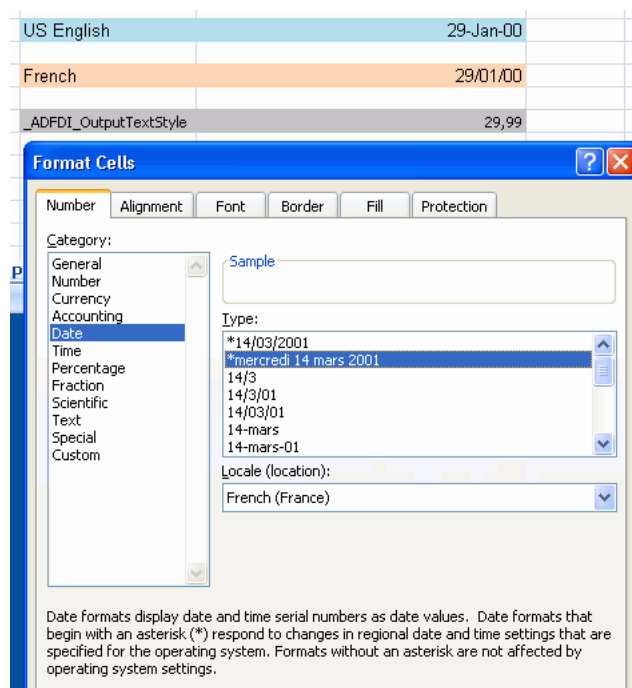 US English 29-Jan-00
French 29/01/00
_ADFDI_OutputTextStyle 29,99
Format Cells
Number Alignment Font Border Fill Protection
Category:
General
Number
Currency
Accounting
Date
Time
Percentage
Fraction
Scientific
Text
Special
Custom
Sample
Type:
*14/03/2001
*mercredi 14 mars 2001
14/3
14/3/01
14/03/01
14-mars
14-mars-01
Locale (location):
French (France)
Date formats display date and time serial numbers as date values. Date formats that
begin with an asterisk (*) respond to changes in regional date and time settings that are
specified for the operating system. Formats without an asterisk are not affected by
operating system settings.